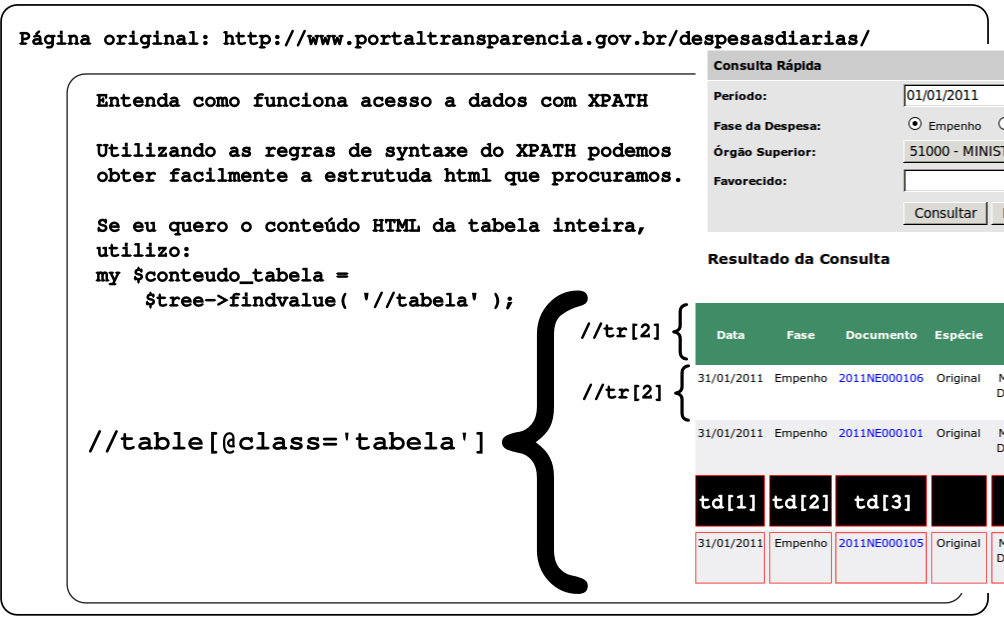 Página original: http://www.portaltransparencia.gov.br/despesasdiarias/
Consulta Rápida
Período: 01/01/2011
Fase da Despesa: Empenho
Órgão Superior: 51000 - MINIST
Favorecido:
Consultar
Entenda como funciona acesso a dados com XPATH
Utilizando as regras de syntaxe do XPATH podemos
obter facilmente a estrutuda html que procuramos.
Se eu quero o conteúdo HTML da tabela inteira,
utilizo:
my $conteudo_tabela =
$tree->findvalue( '//tabela' );
Resultado da Consulta
//tr[2]
Data Fase Documento Espécie
//tr[2]
31/01/2011 Empenho 2011NE000106 Original
//table[@class='tabela']
31/01/2011 Empenho 2011NE000101 Original
td[1] td[2] td[3]
31/01/2011 Empenho 2011NE000105 Original